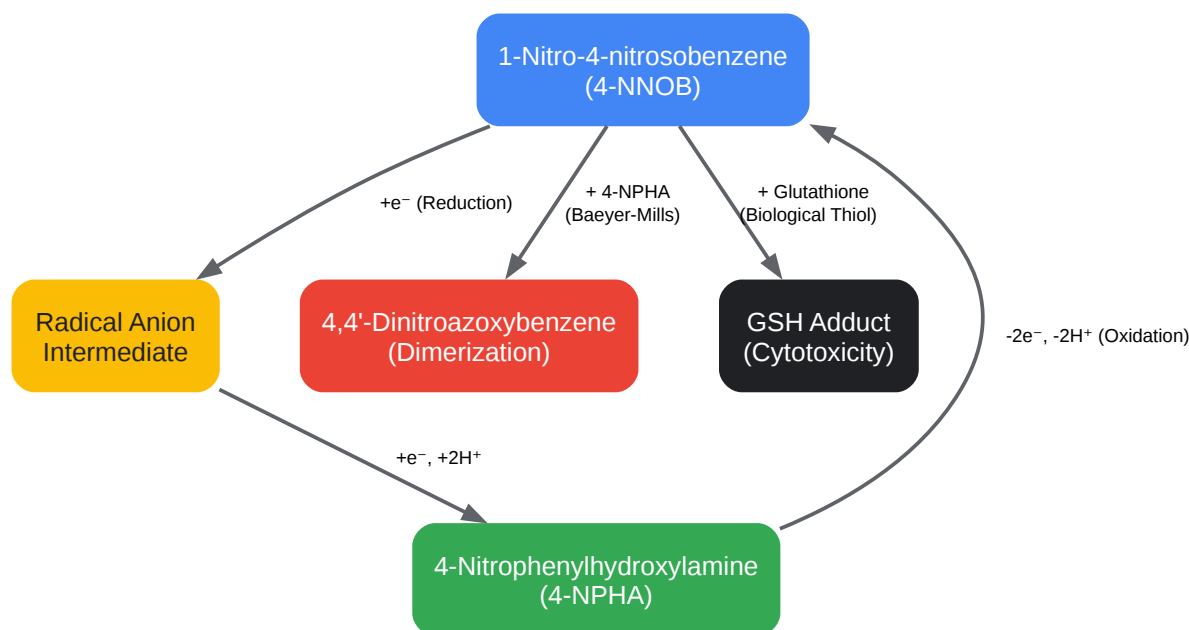 1-Nitro-4-nitrosobenzene
(4-NNOB)
+e⁻ (Reduction)
+ 4-NPHA
(Baeyer-Mills)
+ Glutathione
(Biological Thiol)
Radical Anion
Intermediate
4,4'-Dinitroazoxybenzene
(Dimerization)
GSH Adduct
(Cytotoxicity)
-2e⁻, -2H⁺ (Oxidation)
+e⁻, +2H⁺
4-Nitrophenylhydroxylamine
(4-NPHA)